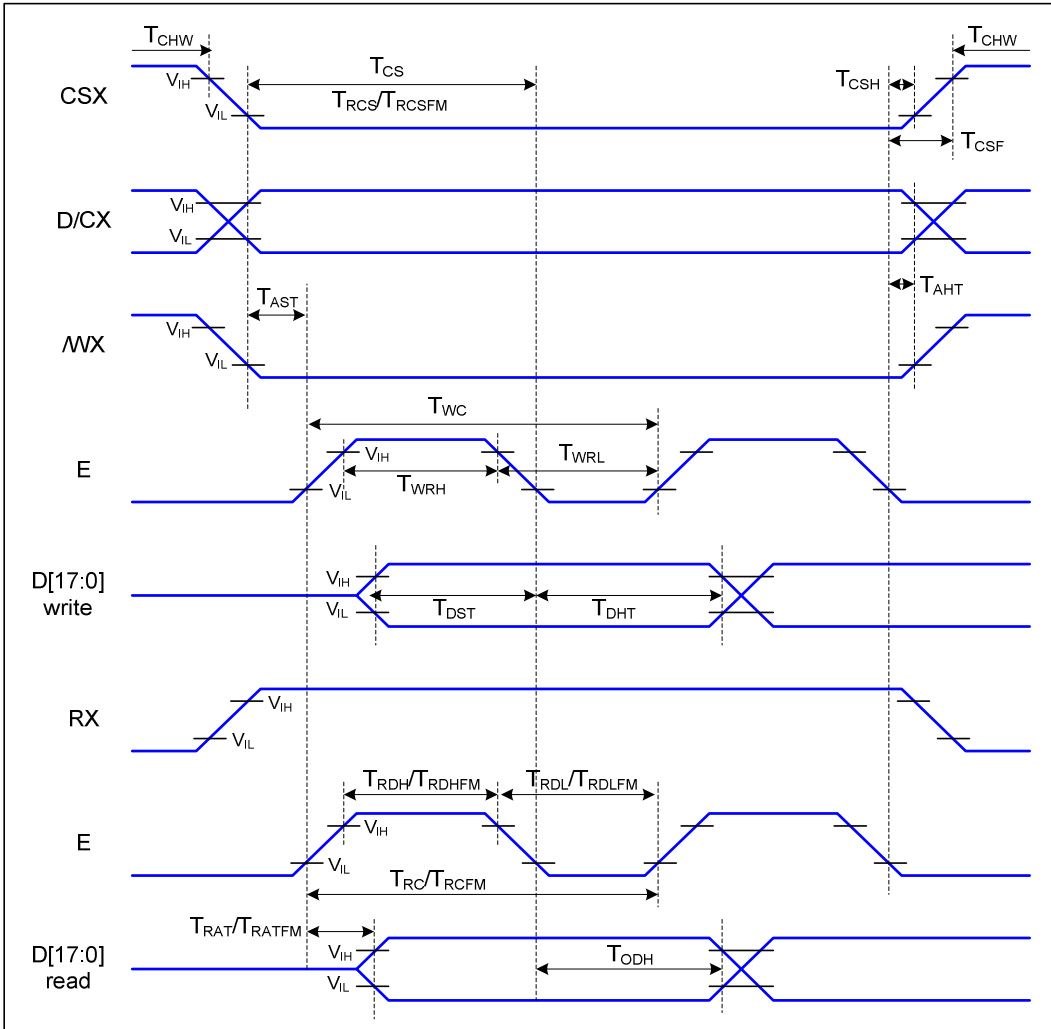 TCHW
TCHW
TCS
TCSH
VIH
CSX
TRCS/TRCSFM
VIL
TCSF
VIH
D/CX
VIL
TAST
TAHT
VIH
/WX
VIL
TWC
E
VIH
TWRL
TWRH
VIL
VIH
D[17:0]
write
TDST
TDHT
VIL
RX
VIH
VIL
TRDH/TRDHFM
TRDL/TRDLFM
VIH
E
VIL
TRC/TRCFM
TRAT/TRATFM
VIH
D[17:0]
read
TODH
VIL